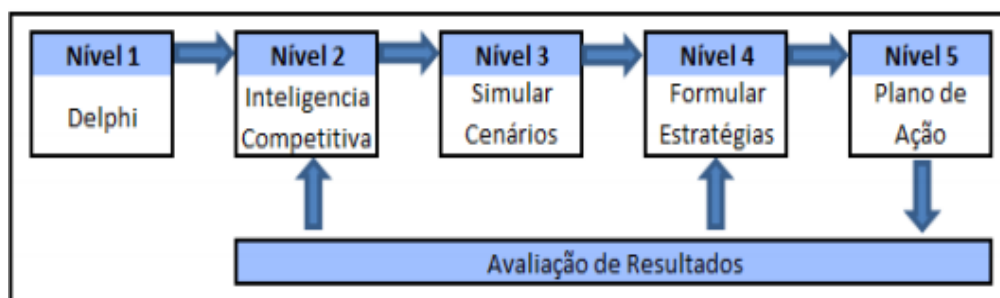 Nível 1
Delphi
Nível 2
Inteligencia
Competitiva
Nível 3
Simular
Cenários
Nível 4
Formular
Estratégias
Nível 5
Plano de
Ação
Avaliação de Resultados